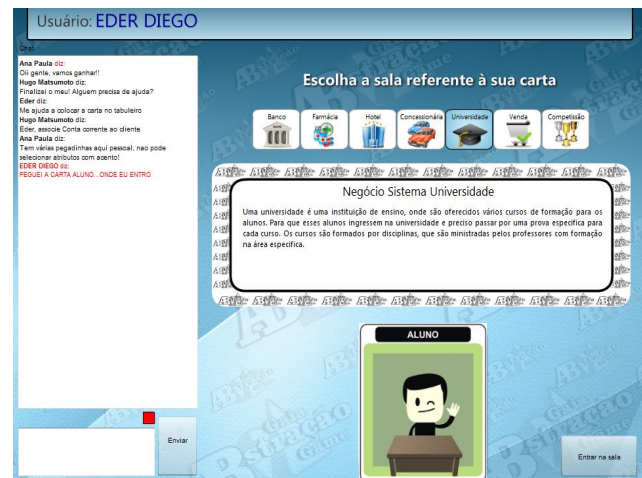 Usuário: EDER DIEGO
Chat
Ana Paula diz:
Oii gente, vamos ganhar!!
Hugo Matsumoto diz:
Finalizei o meu! Alguem precisa de ajuda?
Eder diz:
Me ajuda a colocar a carta no tabuleiro
Hugo Matsumoto diz:
Eder, associe Conta corrente ao cliente
Ana Paula diz:
Tem várias pegadinhas aqui pessoal, nao pode
selecionar atributos com acento!
EDER DIEGO diz:
PEGUEI A CARTA ALUNO...ONDE EU ENTRO
Enviar
Escolha a sala referente à sua carta
Banco
Farmácia
Hotel
Concessionária
Universidade
Venda
Competissão
Negócio Sistema Universidade
Uma universidade é uma instituição de ensino, onde são oferecidos vários cursos de formação para os
alunos. Para que esses alunos ingressem na universidade e preciso passar por uma prova especifica para
cada curso. Os cursos são formados por disciplinas, que são ministradas pelos professores com formação
na área especifica.
ALUNO
Entrar na sala